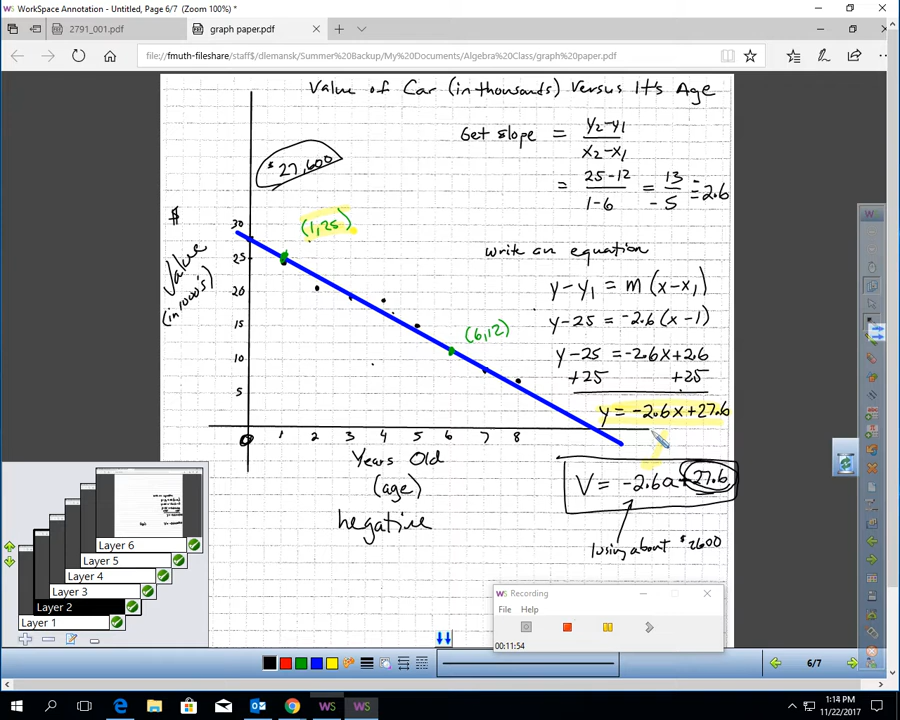 WorkSpace Annotation - Untitled, Page 6/7 (Zoom 100%) *
2791_001.pdf
graph paper.pdf
file://fmuth-fileshare/staff$/dlemansk/Summer%20Backup/My%20Documents/Algebra%20Class/graph%20paper.pdf
Value of Car (in thousands) Versus It's Age
Get slope = y2-y1
x2-x1
= 25-12 = 13 = -2.6
1-6 -5
$27,600
$
Value
(in 1000's)
30
25
20
15
10
5
(1,25)
(6,12)
0 1 2 3 4 5 6 7 8
Years Old
(age)
negative
write an equation
y-y1 = m(x-x1)
y-25 = -2.6(x-1)
y-25 = -2.6x+2.6
+25 +25
y = -2.6x+27.6
V = -2.6a+27.6
losing about $2600
Layer 6
Layer 5
Layer 4
Layer 3
Layer 2
Layer 1
WS Recording
File Help
00:11:54
6/7
1:14 PM
11/22/2017